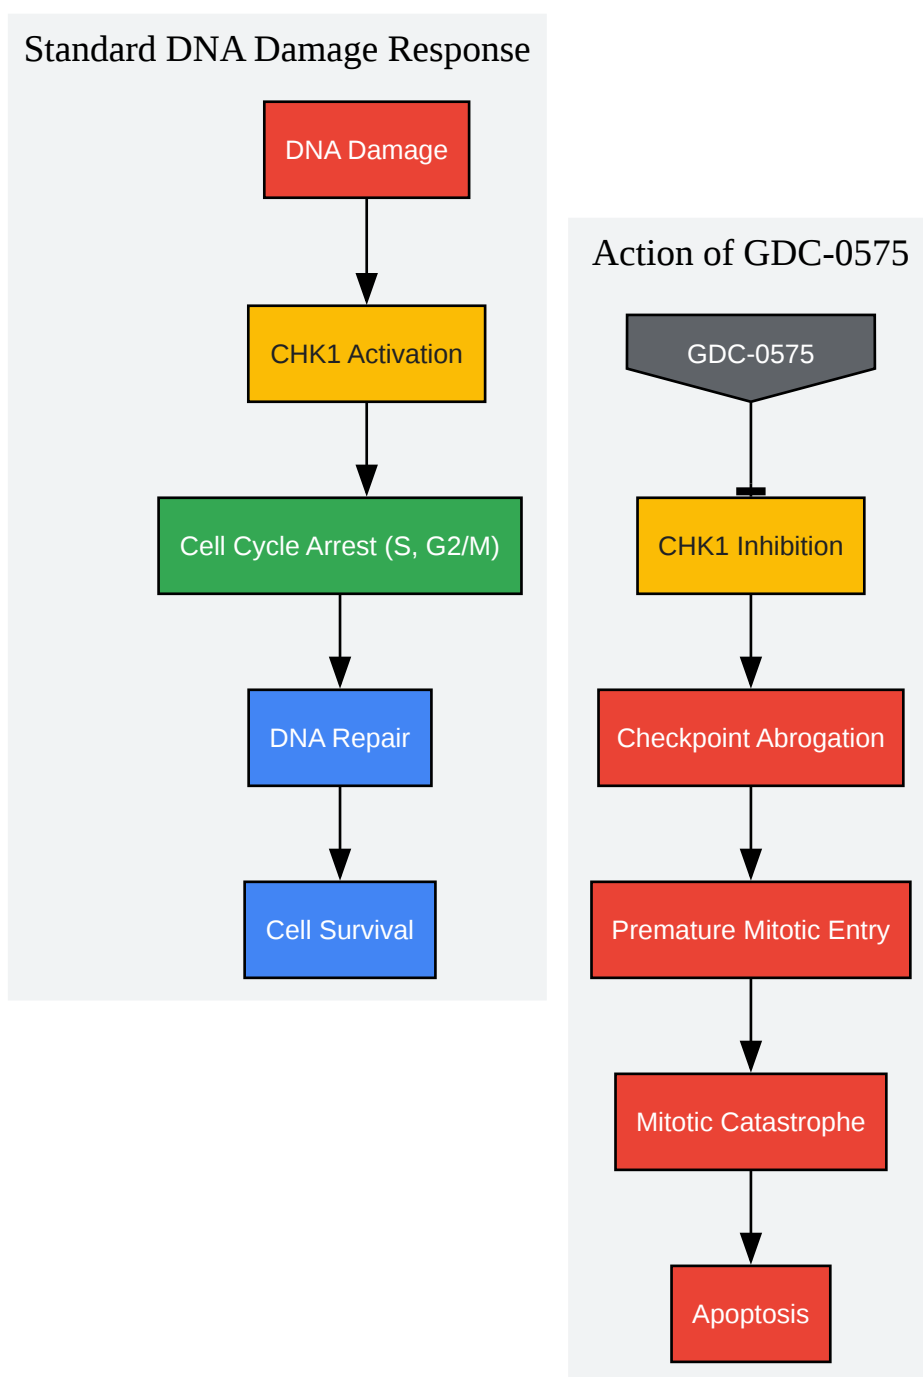 Standard DNA Damage Response
DNA Damage
CHK1 Activation
Cell Cycle Arrest (S, G2/M)
DNA Repair
Cell Survival
Action of GDC-0575
GDC-0575
CHK1 Inhibition
Checkpoint Abrogation
Premature Mitotic Entry
Mitotic Catastrophe
Apoptosis